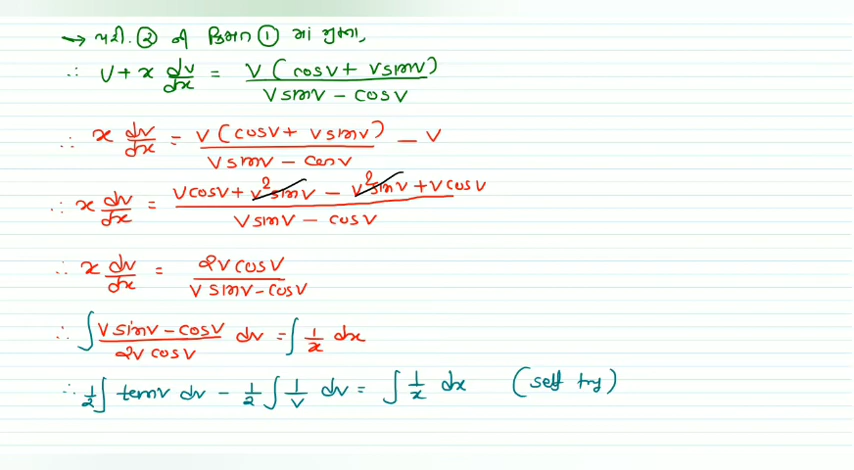 → સમી. ② ની કિંમત ① માં મુકતા,
∴ v + x dv/dx = v (cosv + vsinv) / vsinv - cosv
∴ x dv/dx = v (cosv + vsinv) / vsinv - cosv - v
∴ x dv/dx = vcosv + v²sinv - v²sinv + vcosv / vsinv - cosv
∴ x dv/dx = 2vcosv / vsinv - cosv
∴ ∫ vsinv - cosv / 2vcosv dv = ∫ 1/x dx
∴ 1/2 ∫ tanv dv - 1/2 ∫ 1/v dv = ∫ 1/x dx (self try)